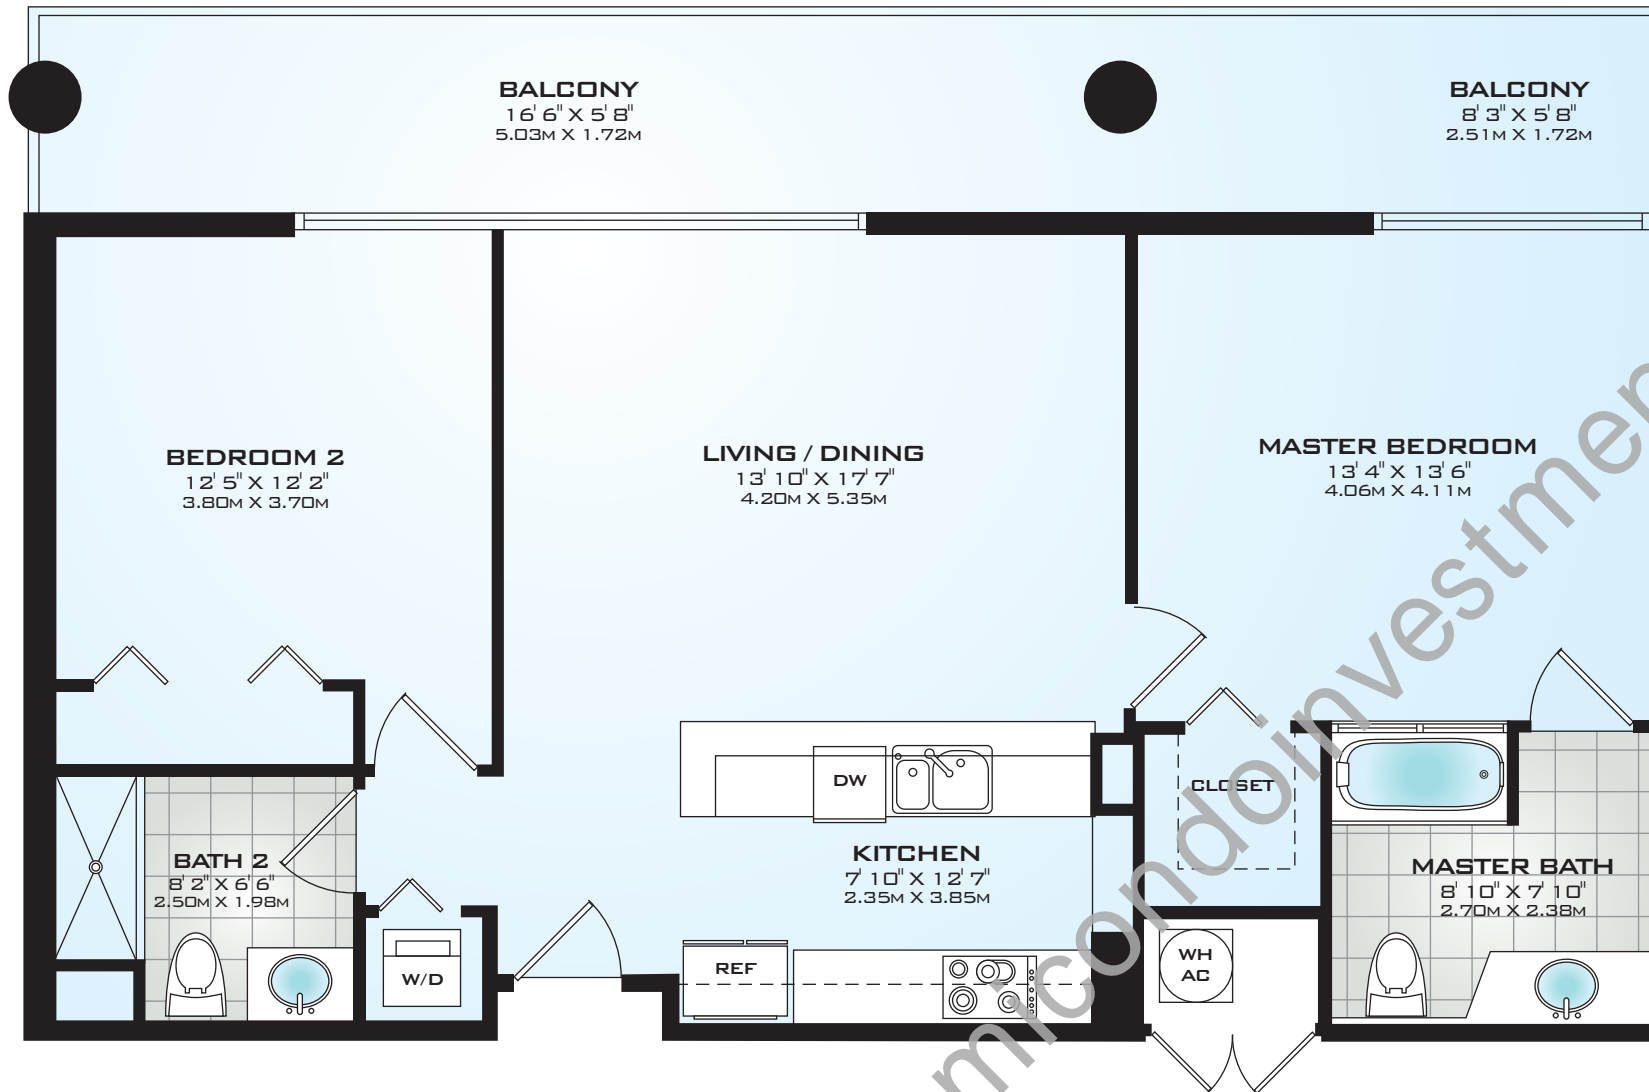 BALCONY
16' 6" X 5' 8"
5.03M X 1.72M
BALCONY
8' 3" X 5' 8"
2.51M X 1.72M
BEDROOM 2
12' 5" X 12' 2"
3.80M X 3.70M
LIVING / DINING
13' 10" X 17' 7"
4.20M X 5.35M
MASTER BEDROOM
13' 4" X 13' 6"
4.06M X 4.11M
DW
CLOSET
BATH 2
8' 2" X 6' 6"
2.50M X 1.98M
KITCHEN
7' 10" X 12' 7"
2.35M X 3.85M
MASTER BATH
8' 10" X 7' 10"
2.70M X 2.38M
W/D
REF
WH
AC
micondoinvestmen